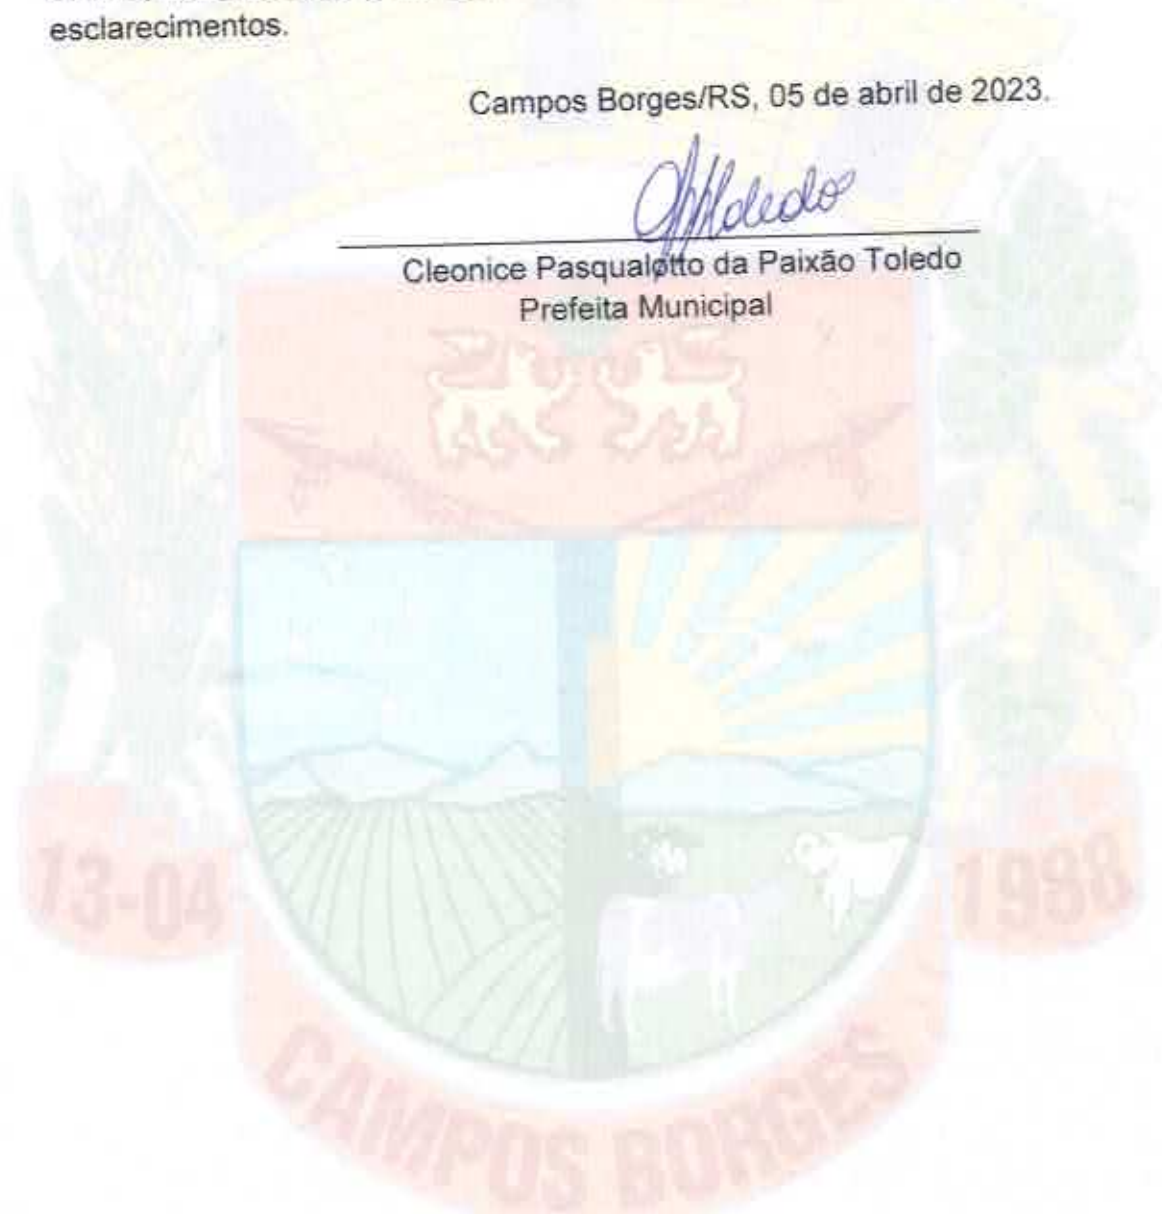 esclarecimentos.
Campos Borges/RS, 05 de abril de 2023.
Cleonice Pasqualotto da Paixão Toledo
Prefeita Municipal
13-04
1988
CAMPOS BORGES